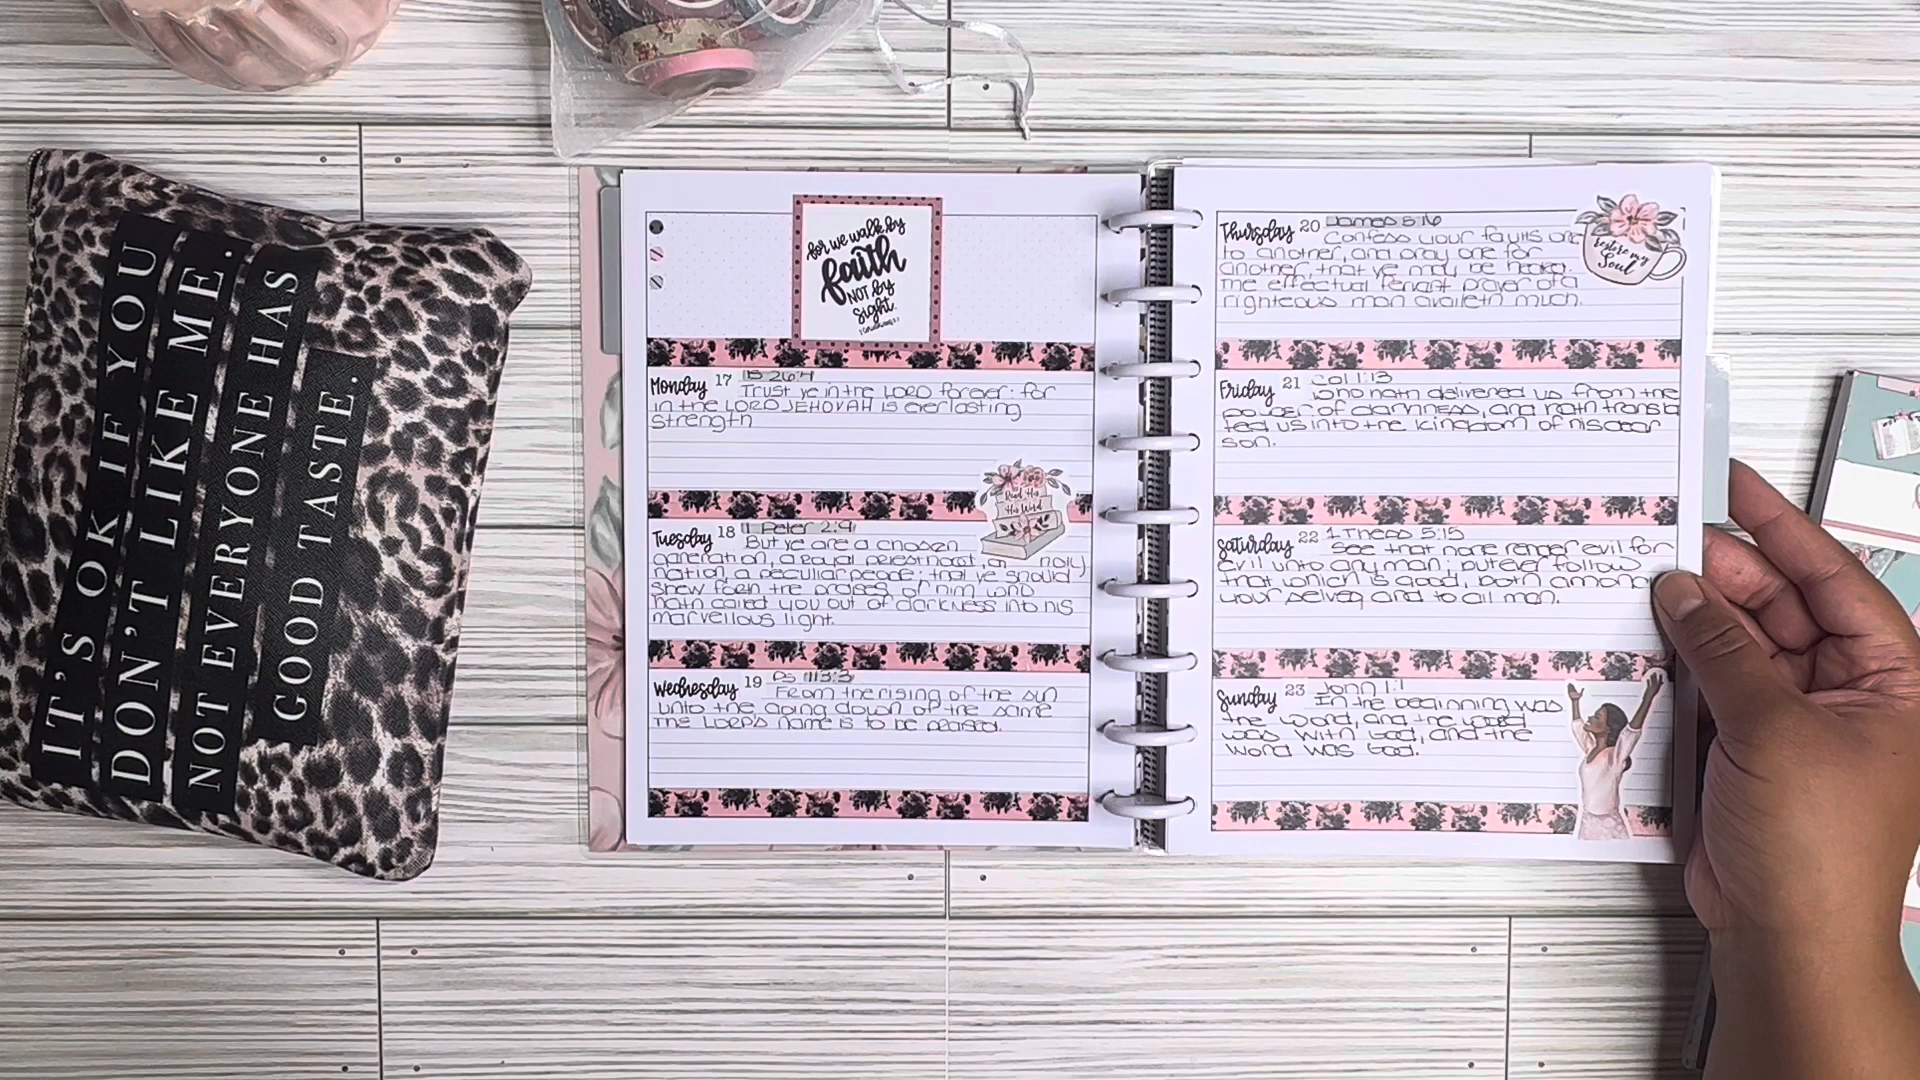 IT'S OK IF YOU
DON'T LIKE ME.
NOT EVERYONE HAS
GOOD TASTE.
for we walk by
faith
NOT by
sight.
Monday 17 IS 26:4
Trust ye in the LORD forever: for
in the LORD JEHOVAH is everlasting
strength
Read His
His Word
Tuesday 18 1 Peter 2:9
But ye are a chosen
generation, a royal priesthood, an holy
nation, a peculiar people; that ye should
shew forth the praises of him who
hath called you out of darkness into his
marvellous light.
Wednesday 19 Ps 113:3
From the rising of the sun
unto the going down of the same
the LORD'S name is to be praised.
Thursday 20 James 5:16
Confess your faults one
to another, and pray one for
another, that ye may be healed.
The effectual fervant prayer of a
righteous man availeth much.
restore my
Soul
Friday 21 Col 1:13
Who hath delivered us from the
power of darkness, and hath transla
ted us into the kingdom of his dear
son.
Saturday 22 1 Thess 5:15
See that none render evil for
evil unto any man; but ever follow
that which is good, both among
your selves, and to all man.
Sunday 23 John 1:1
In the beginning was
the word, and the word
was with God, and the
word was God.